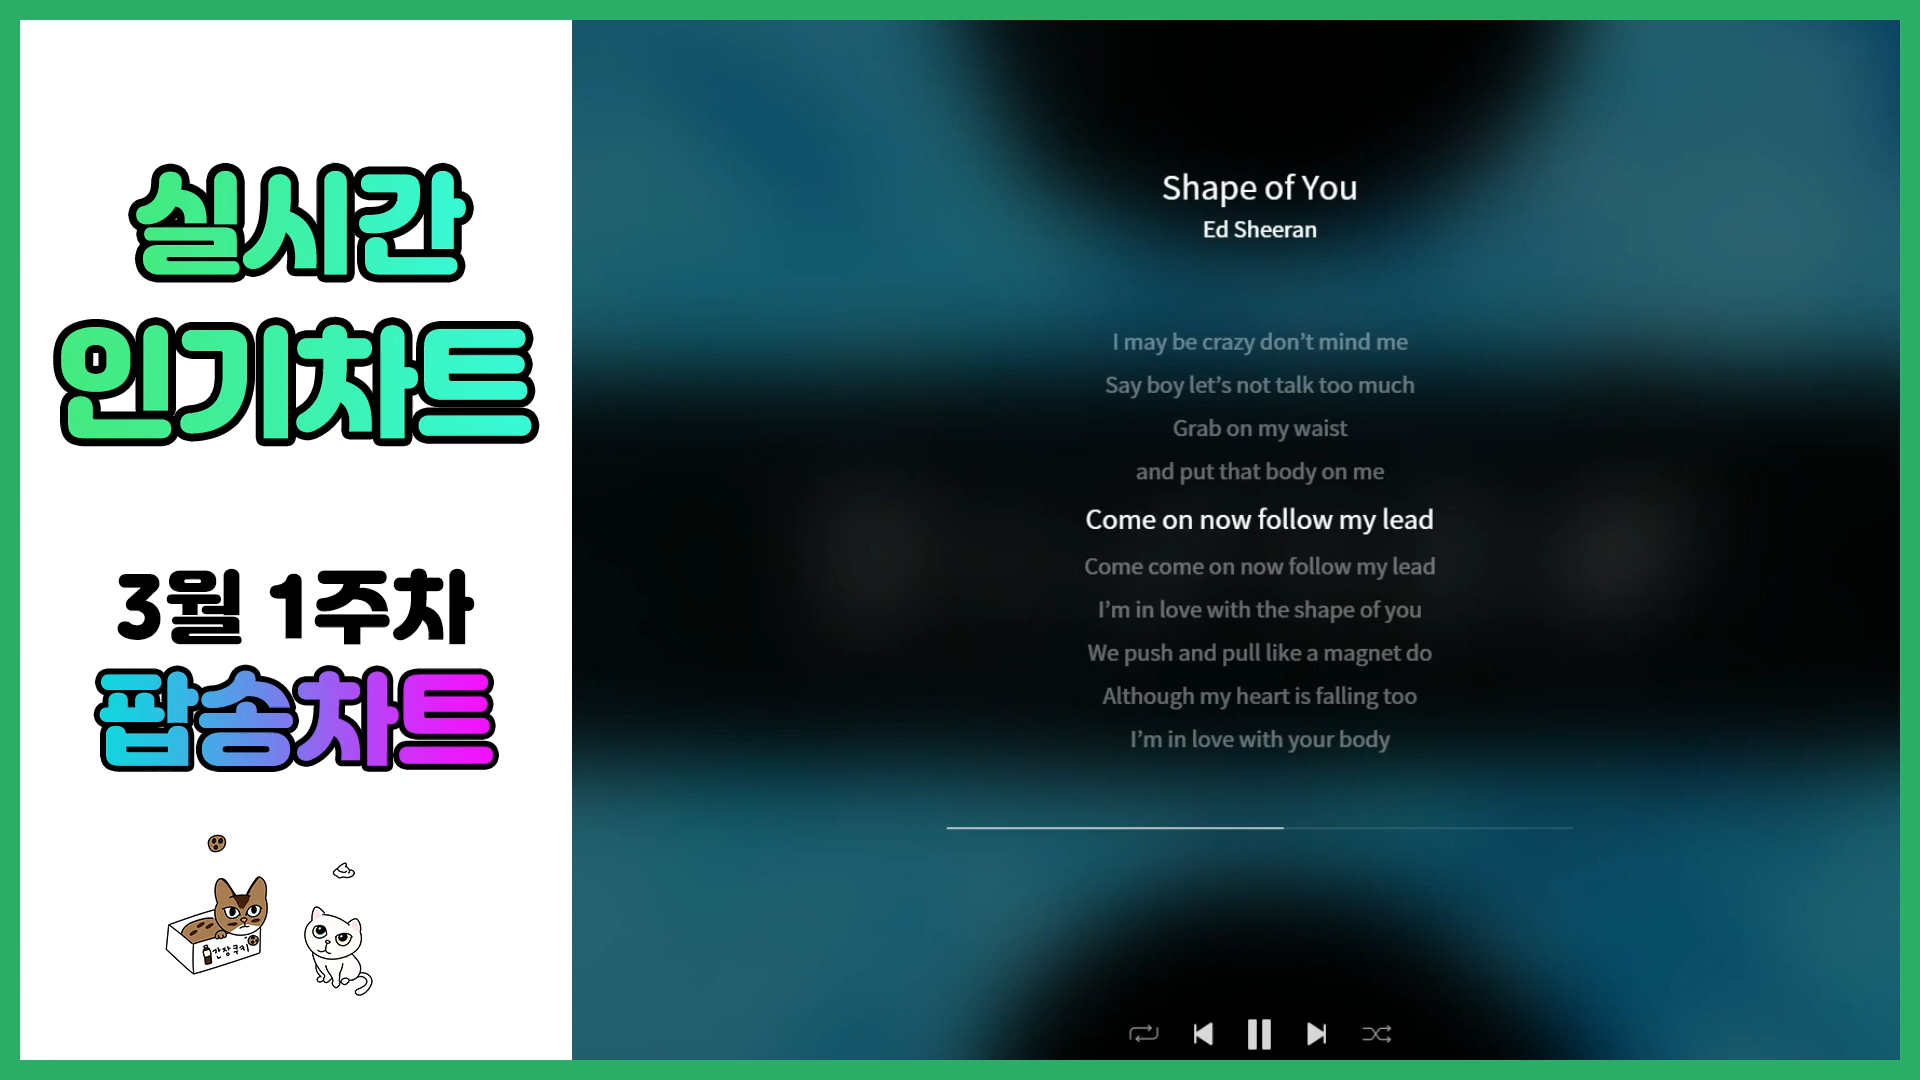 실시간
인기차트
3월 1주차
팝송차트
간장쿠키
Shape of You
Ed Sheeran
I may be crazy don’t mind me
Say boy let’s not talk too much
Grab on my waist
and put that body on me
Come on now follow my lead
Come come on now follow my lead
I’m in love with the shape of you
We push and pull like a magnet do
Although my heart is falling too
I’m in love with your body